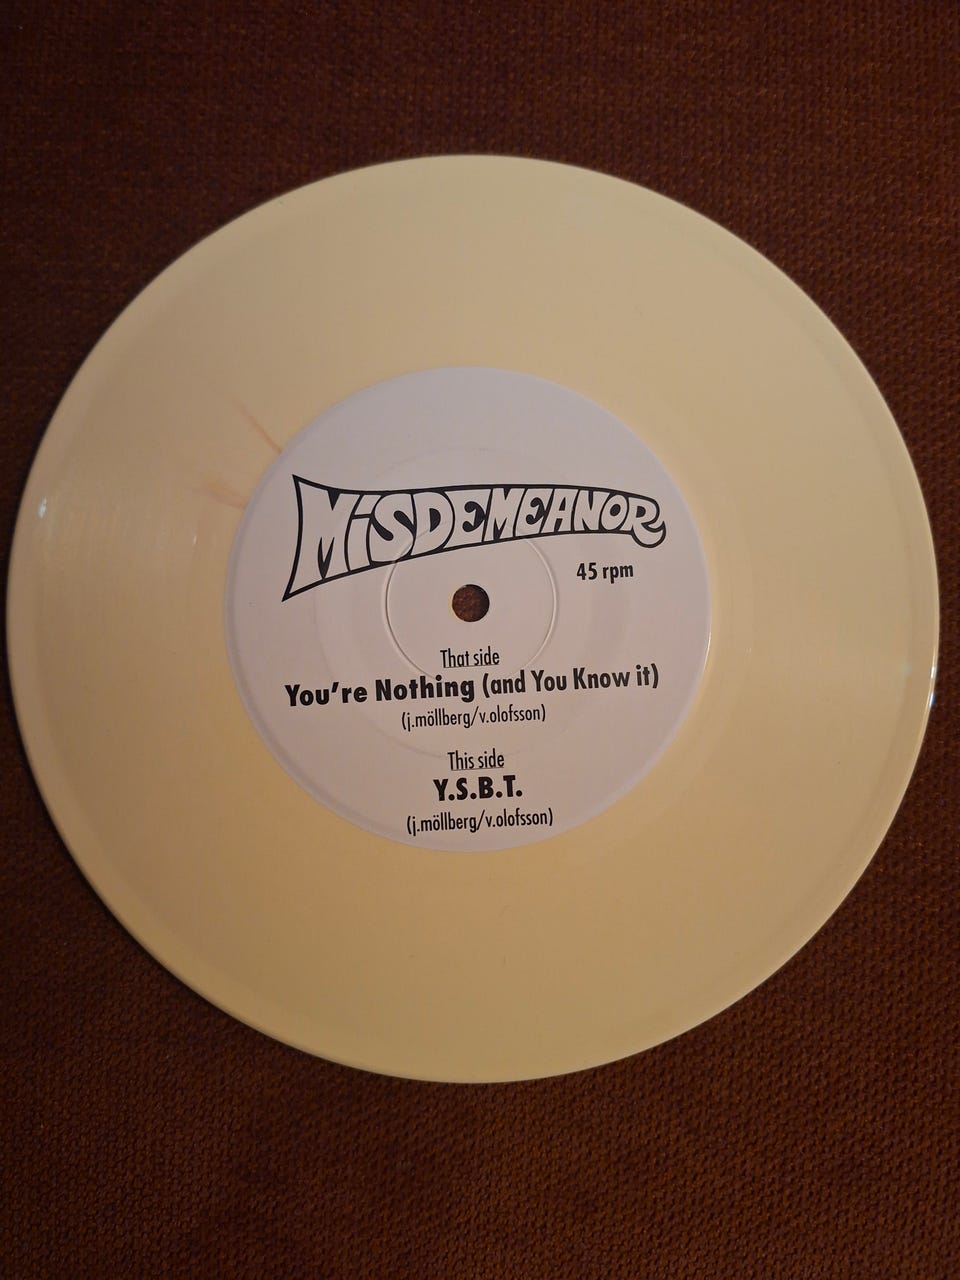 MiSDEMEANOR
45 rpm
That side
You're Nothing (and You Know it)
(j.möllberg/v.olofsson)
This side
Y.S.B.T.
(j.möllberg/v.olofsson)